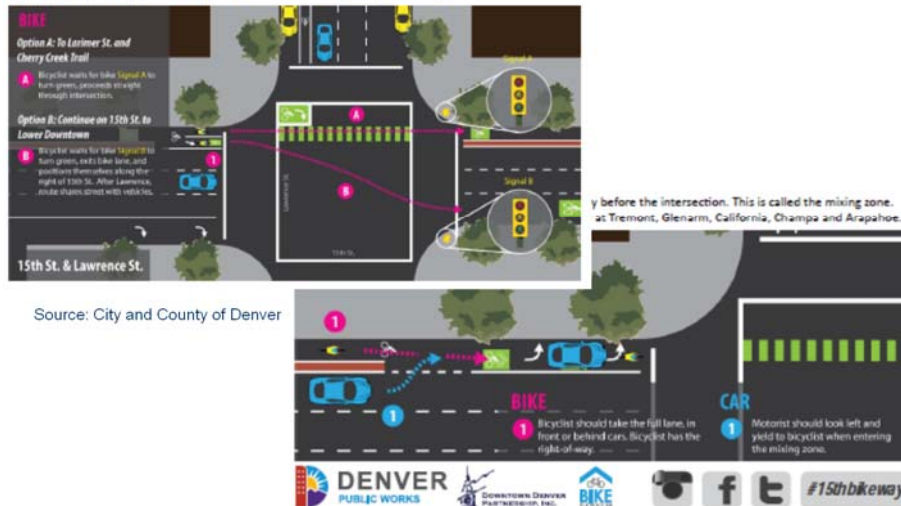 BIKE
Option A: To Larimer St. and
Cherry Creek Trail
A
Bicyclist waits for bike Signal A to
turn green, proceeds straight
through intersection.
Option B: Continue on 15th St. to
Lower Downtown
B
Bicyclist waits for bike Signal B to
turn green, exits bike lane, and
positions themselves along the
right of 15th St. After Lawrence,
route shares street with vehicles.
15th St. & Lawrence St.
1
A
B
Lawrence St.
15th St.
Signal A
Signal B
y before the intersection. This is called the mixing zone.
at Tremont, Glenarm, California, Champa and Arapahoe.
Source: City and County of Denver
1
1
BIKE
1
Bicyclist should take the full lane, in
front or behind cars. Bicyclist has the
right-of-way.
CAR
1
Motorist should look left and
yield to bicyclist when entering
the mixing zone.
DENVER
PUBLIC WORKS
DOWNTOWN DENVER
PARTNERSHIP, INC.
BIKE
f
t
#15thbikeway